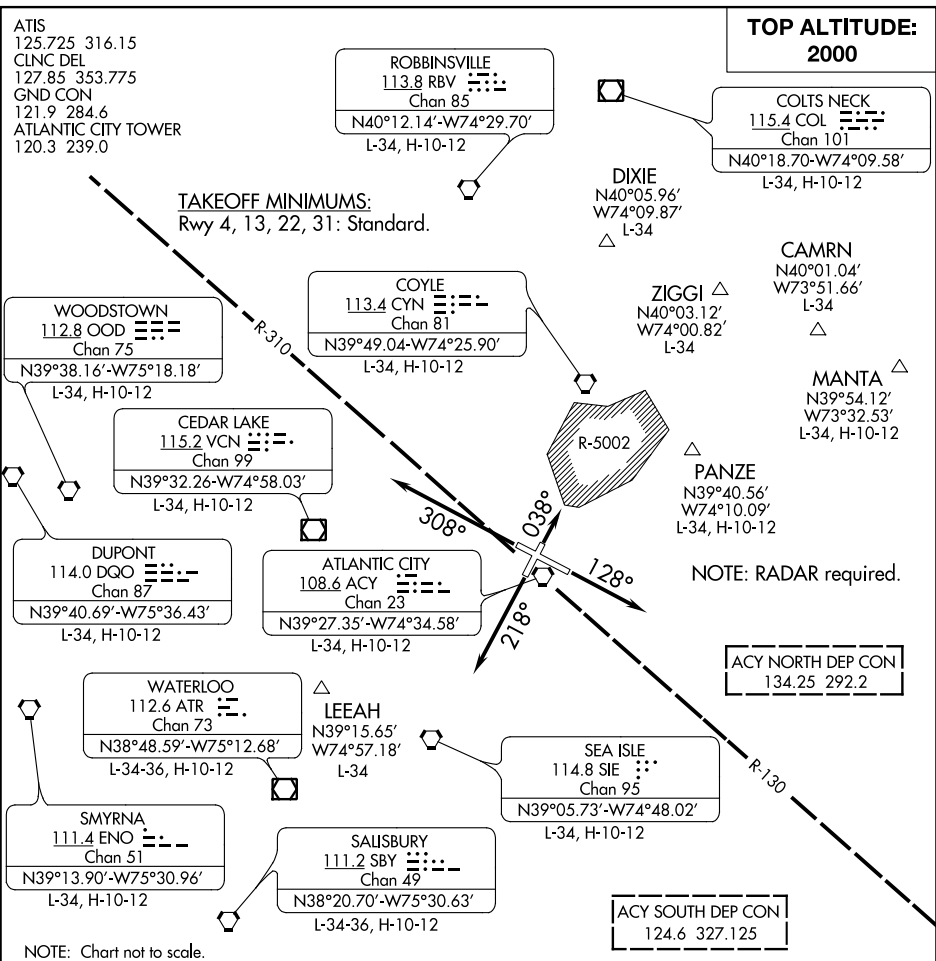 ATIS
125.725 316.15
CLNC DEL
127.85 353.775
GND CON
121.9 284.6
ATLANTIC CITY TOWER
120.3 239.0
TOP ALTITUDE:
2000
ROBBINSVILLE
113.8 RBV
Chan 85
N40°12.14'-W74°29.70'
L-34, H-10-12
COLTS NECK
115.4 COL
Chan 101
N40°18.70-W74°09.58'
L-34, H-10-12
TAKEOFF MINIMUMS:
Rwy 4, 13, 22, 31: Standard.
DIXIE
N40°05.96'
W74°09.87'
L-34
CAMRN
N40°01.04'
W73°51.66'
L-34
ZIGGI
N40°03.12'
W74°00.82'
L-34
COYLE
113.4 CYN
Chan 81
N39°49.04-W74°25.90'
L-34, H-10-12
WOODSTOWN
112.8 OOD
Chan 75
N39°38.16'-W75°18.18'
L-34, H-10-12
R-310
MANTA
N39°54.12'
W73°32.53'
L-34, H-10-12
CEDAR LAKE
115.2 VCN
Chan 99
N39°32.26-W74°58.03'
L-34, H-10-12
R-5002
PANZE
N39°40.56'
W74°10.09'
L-34, H-10-12
308°
038°
128°
218°
DUPONT
114.0 DQO
Chan 87
N39°40.69'-W75°36.43'
L-34, H-10-12
ATLANTIC CITY
108.6 ACY
Chan 23
N39°27.35'-W74°34.58'
L-34, H-10-12
NOTE: RADAR required.
ACY NORTH DEP CON
134.25 292.2
WATERLOO
112.6 ATR
Chan 73
N38°48.59'-W75°12.68'
L-34-36, H-10-12
LEEAH
N39°15.65'
W74°57.18'
L-34
SEA ISLE
114.8 SIE
Chan 95
N39°05.73'-W74°48.02'
L-34, H-10-12
R-130
SMYRNA
111.4 ENO
Chan 51
N39°13.90'-W75°30.96'
L-34, H-10-12
SALISBURY
111.2 SBY
Chan 49
N38°20.70'-W75°30.63'
L-34-36, H-10-12
ACY SOUTH DEP CON
124.6 327.125
NOTE: Chart not to scale.